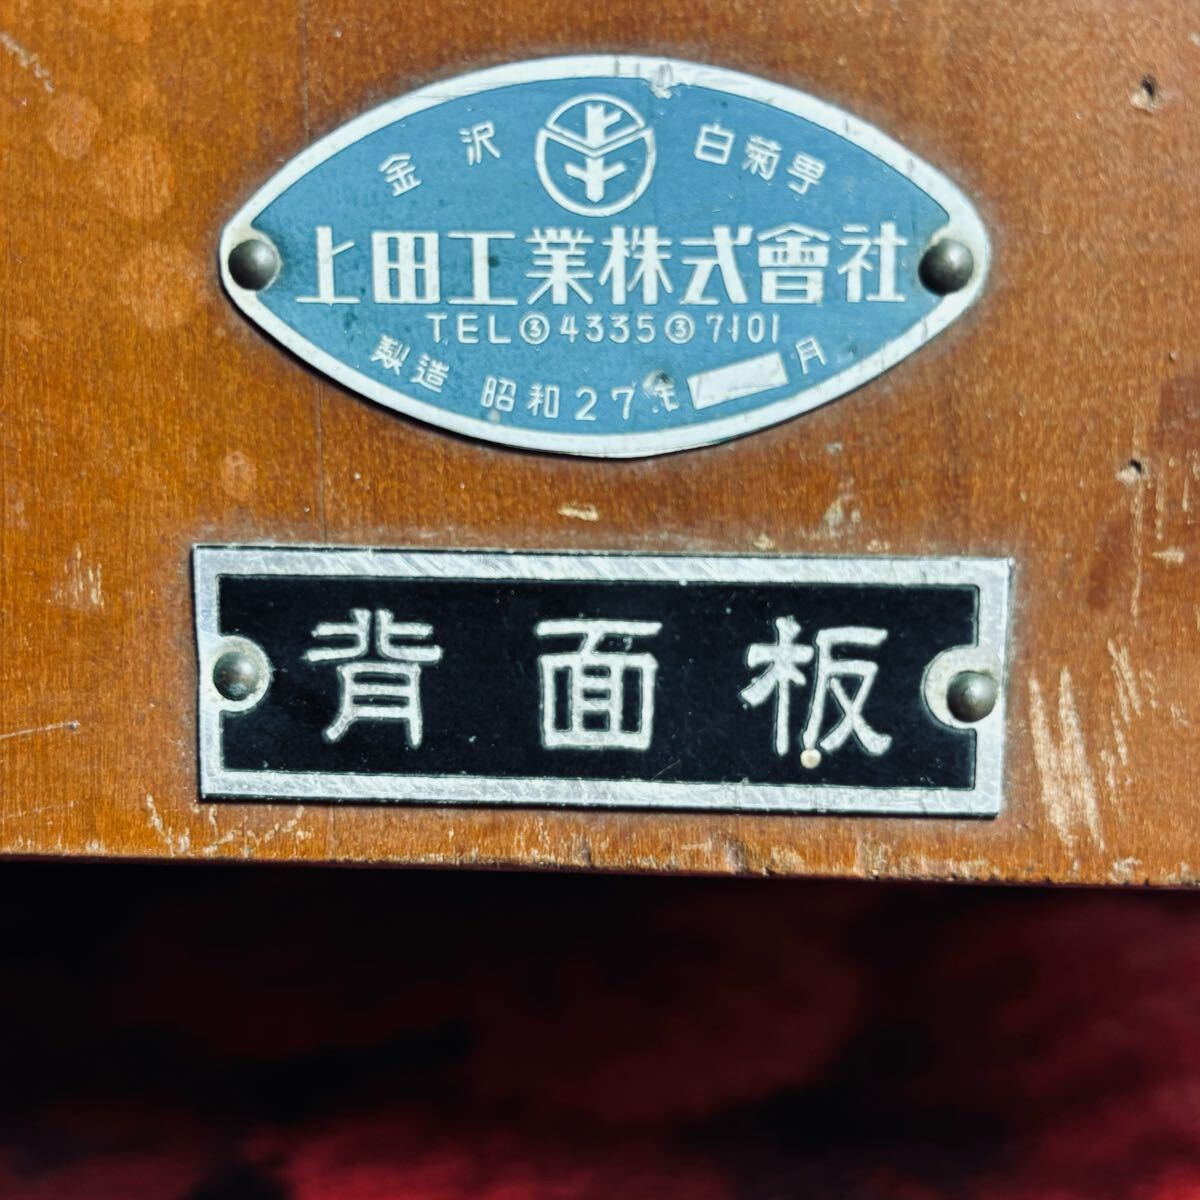 金沢 白菊町
上田工業株式會社
TEL③4335③7101
製造 昭和27年 月
背面板